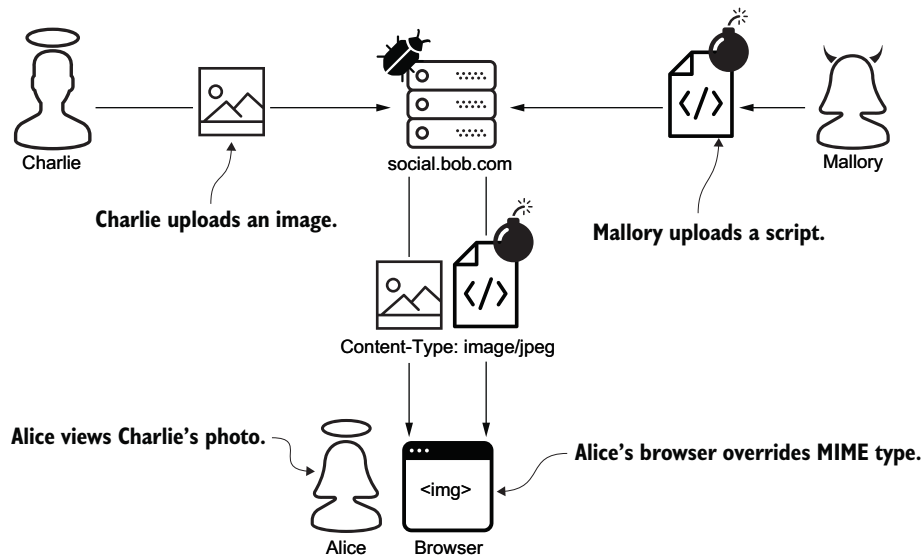 </>
Charlie
social.bob.com
Mallory
Charlie uploads an image.
Mallory uploads a script.
</>
Content-Type: image/jpeg
Alice views Charlie’s photo.
Alice’s browser overrides MIME type.
<img>
Alice
Browser